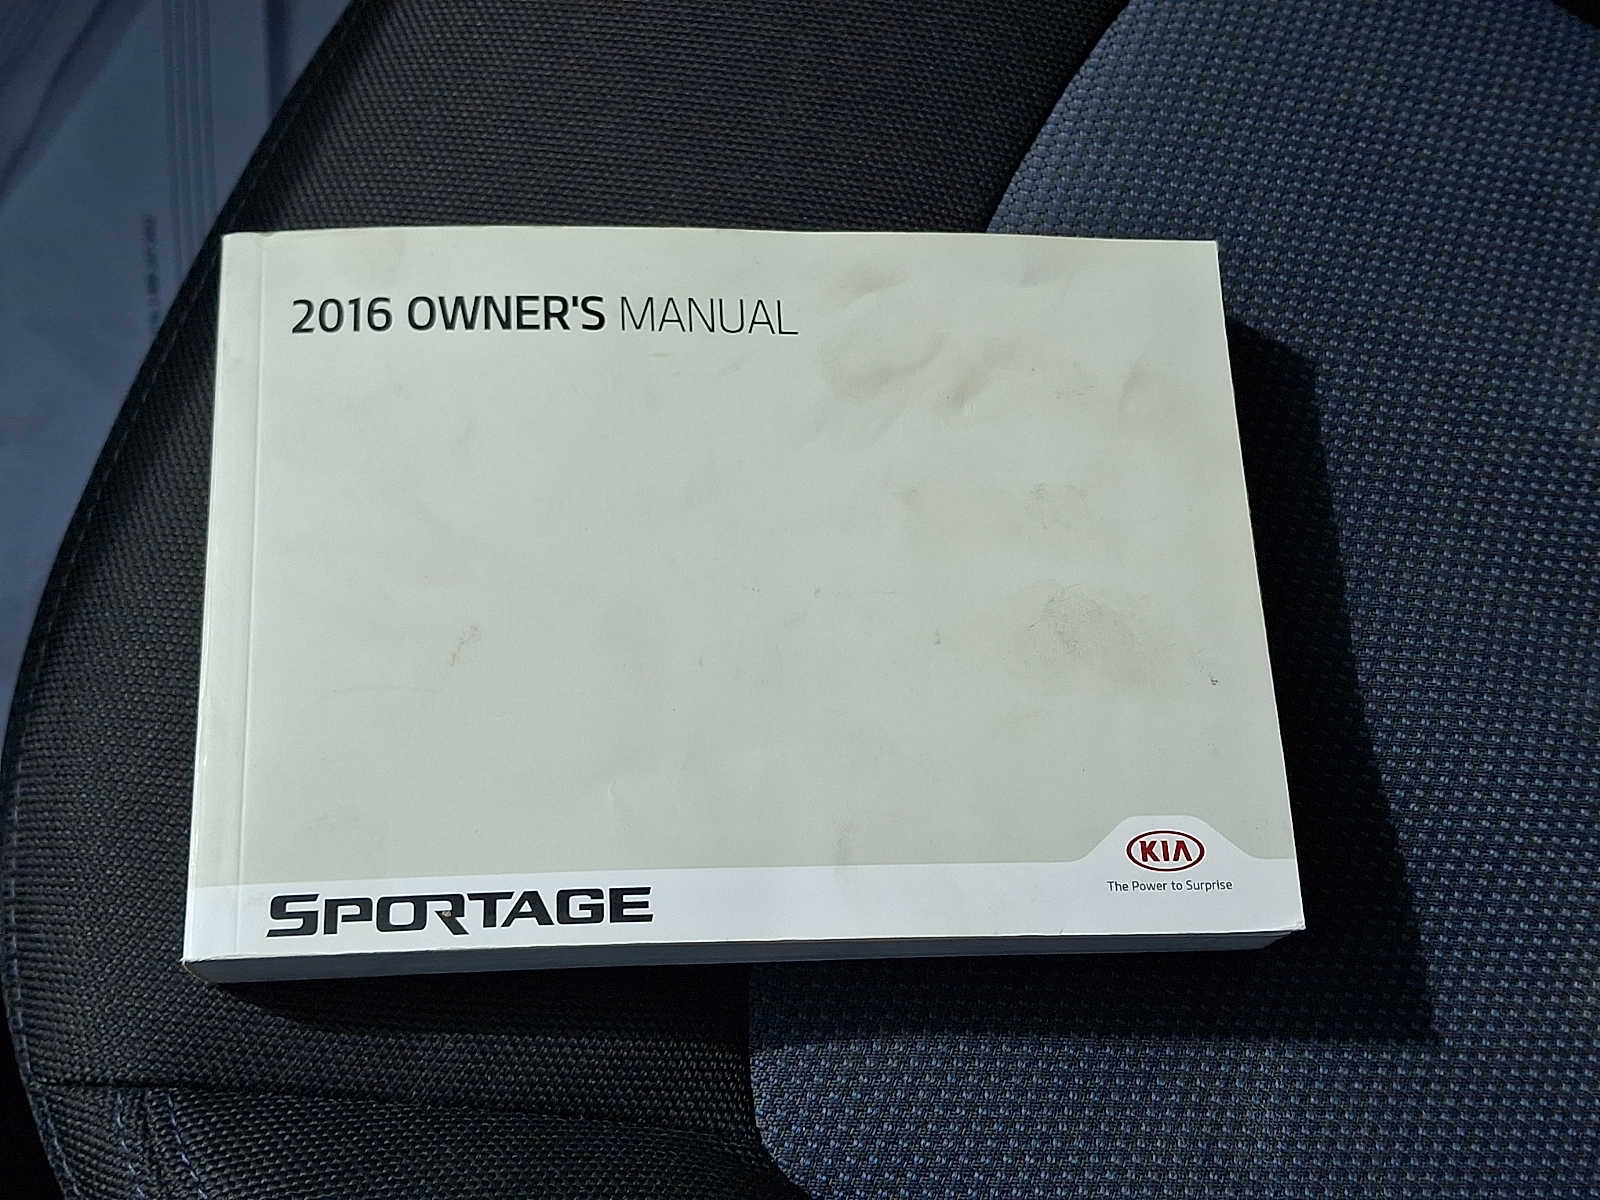 2016 OWNER'S MANUAL
KIA
The Power to Surprise
SPORTAGE